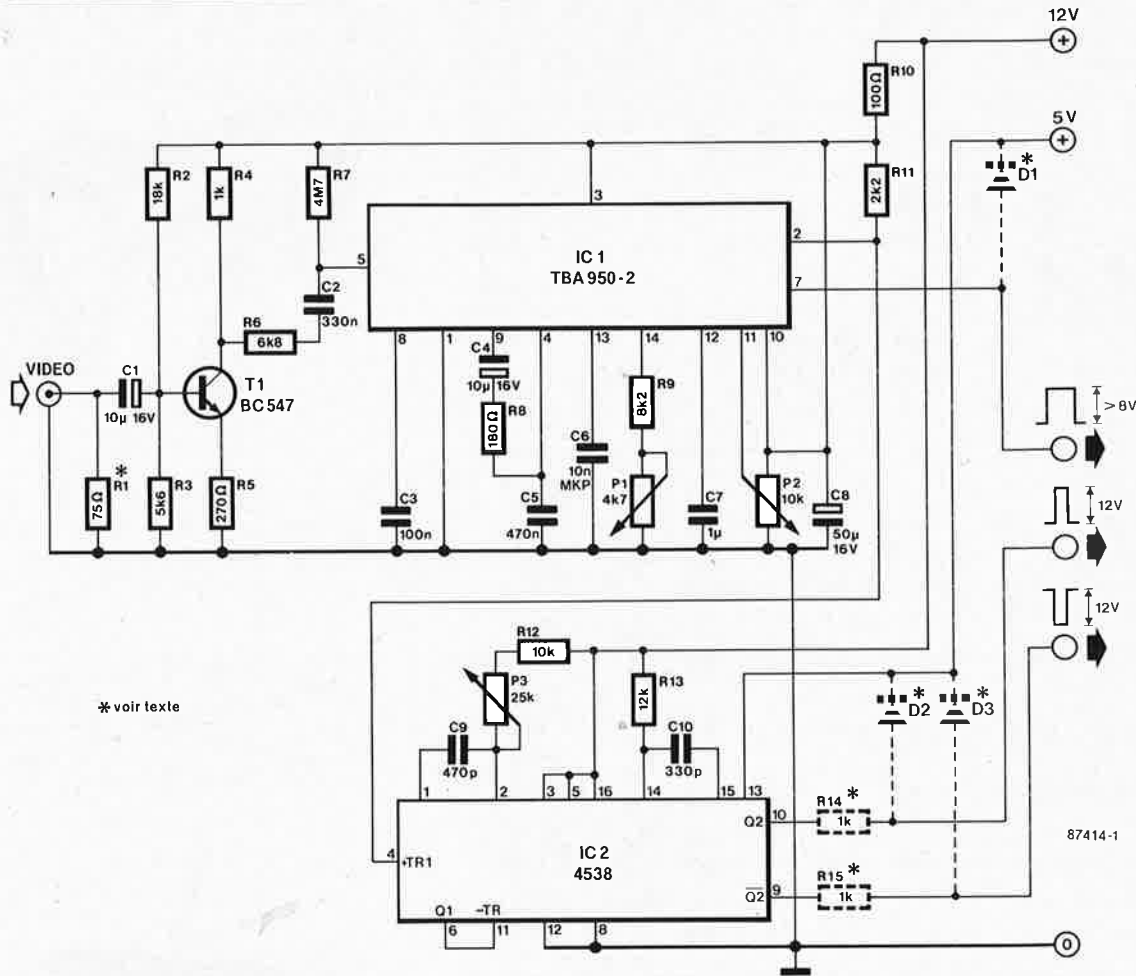 12V
+
R10
100Ω
5V
+
R2
18k
R4
1k
R7
4M7
3
R11
2k2
*
D1
5
IC 1
TBA 950-2
2
7
C2
330n
8
1
9
4
13
14
12
11
10
R6
6k8
VIDEO
C1
10µ 16V
T1
BC 547
C4
10µ 16V
R8
180Ω
C6
10n
MKP
R9
8k2
>8V
*
R1
75Ω
R3
5k6
R5
270Ω
C3
100n
C5
470n
P1
4k7
C7
1µ
P2
10k
C8
50µ
16V
12V
12V
R12
10k
P3
25k
R13
12k
* voir texte
C9
470p
C10
330p
*
D2
*
D3
1
2
3
5
16
14
15
13
R14 *
1k
Q2
10
4
+TR1
IC 2
4538
87414-1
R15 *
1k
Q2
9
Q1
-TR
6
11
12
8
0